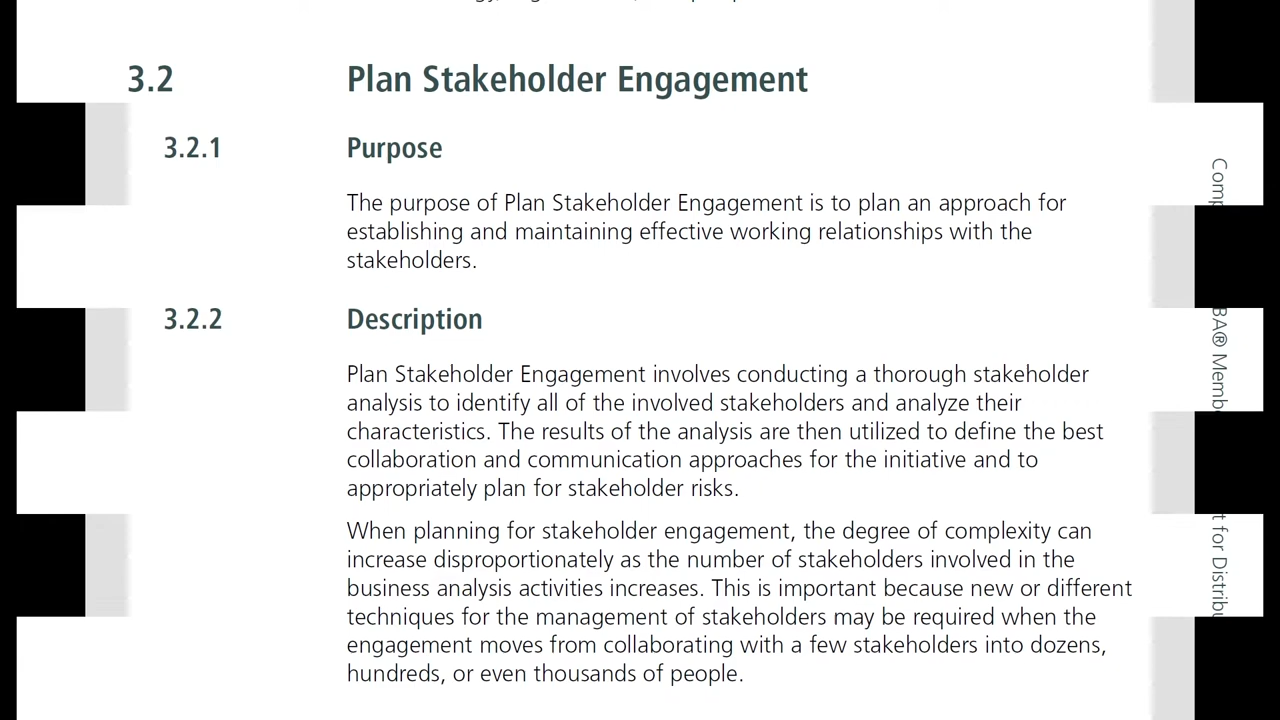 3.2 Plan Stakeholder Engagement
3.2.1 Purpose
The purpose of Plan Stakeholder Engagement is to plan an approach for
establishing and maintaining effective working relationships with the
stakeholders.
3.2.2 Description
Plan Stakeholder Engagement involves conducting a thorough stakeholder
analysis to identify all of the involved stakeholders and analyze their
characteristics. The results of the analysis are then utilized to define the best
collaboration and communication approaches for the initiative and to
appropriately plan for stakeholder risks.
When planning for stakeholder engagement, the degree of complexity can
increase disproportionately as the number of stakeholders involved in the
business analysis activities increases. This is important because new or different
techniques for the management of stakeholders may be required when the
engagement moves from collaborating with a few stakeholders into dozens,
hundreds, or even thousands of people.
for